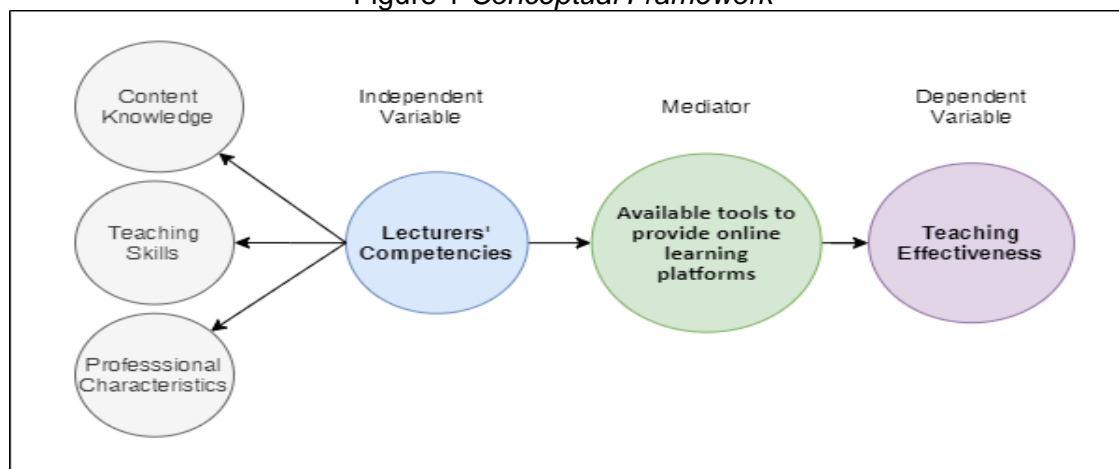 Figure 1 Conceptual Framework
Content
Knowledge
Independent
Variable
Mediator
Dependent
Variable
Teaching
Skills
Lecturers'
Competencies
Available tools to
provide online
learning
platforms
Teaching
Effectiveness
Professsional
Characteristics